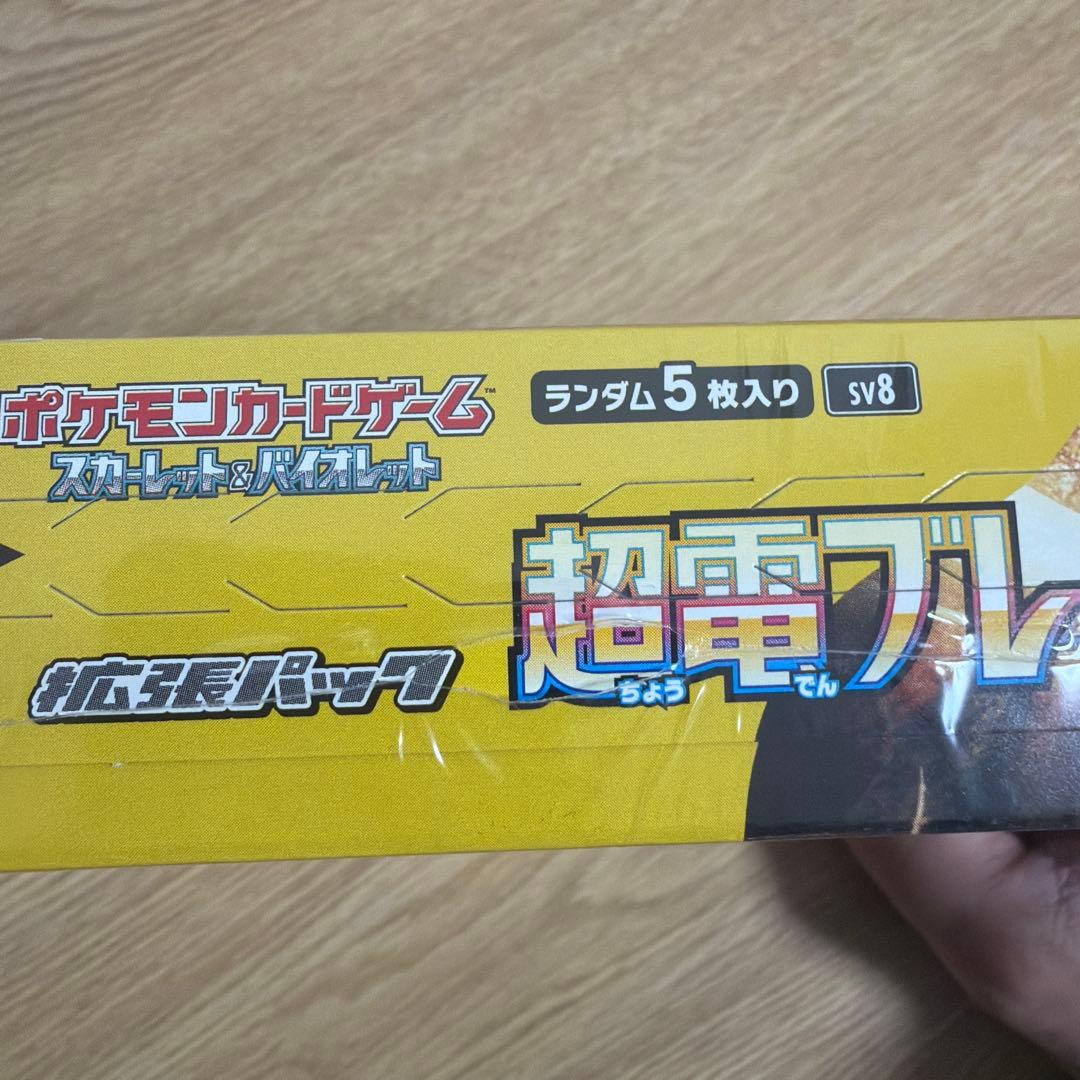 ポケモンカードゲーム™
スカーレット&バイオレット
ランダム5枚入り
SV8
超電ブレ
ちょう
でん
拡張パック